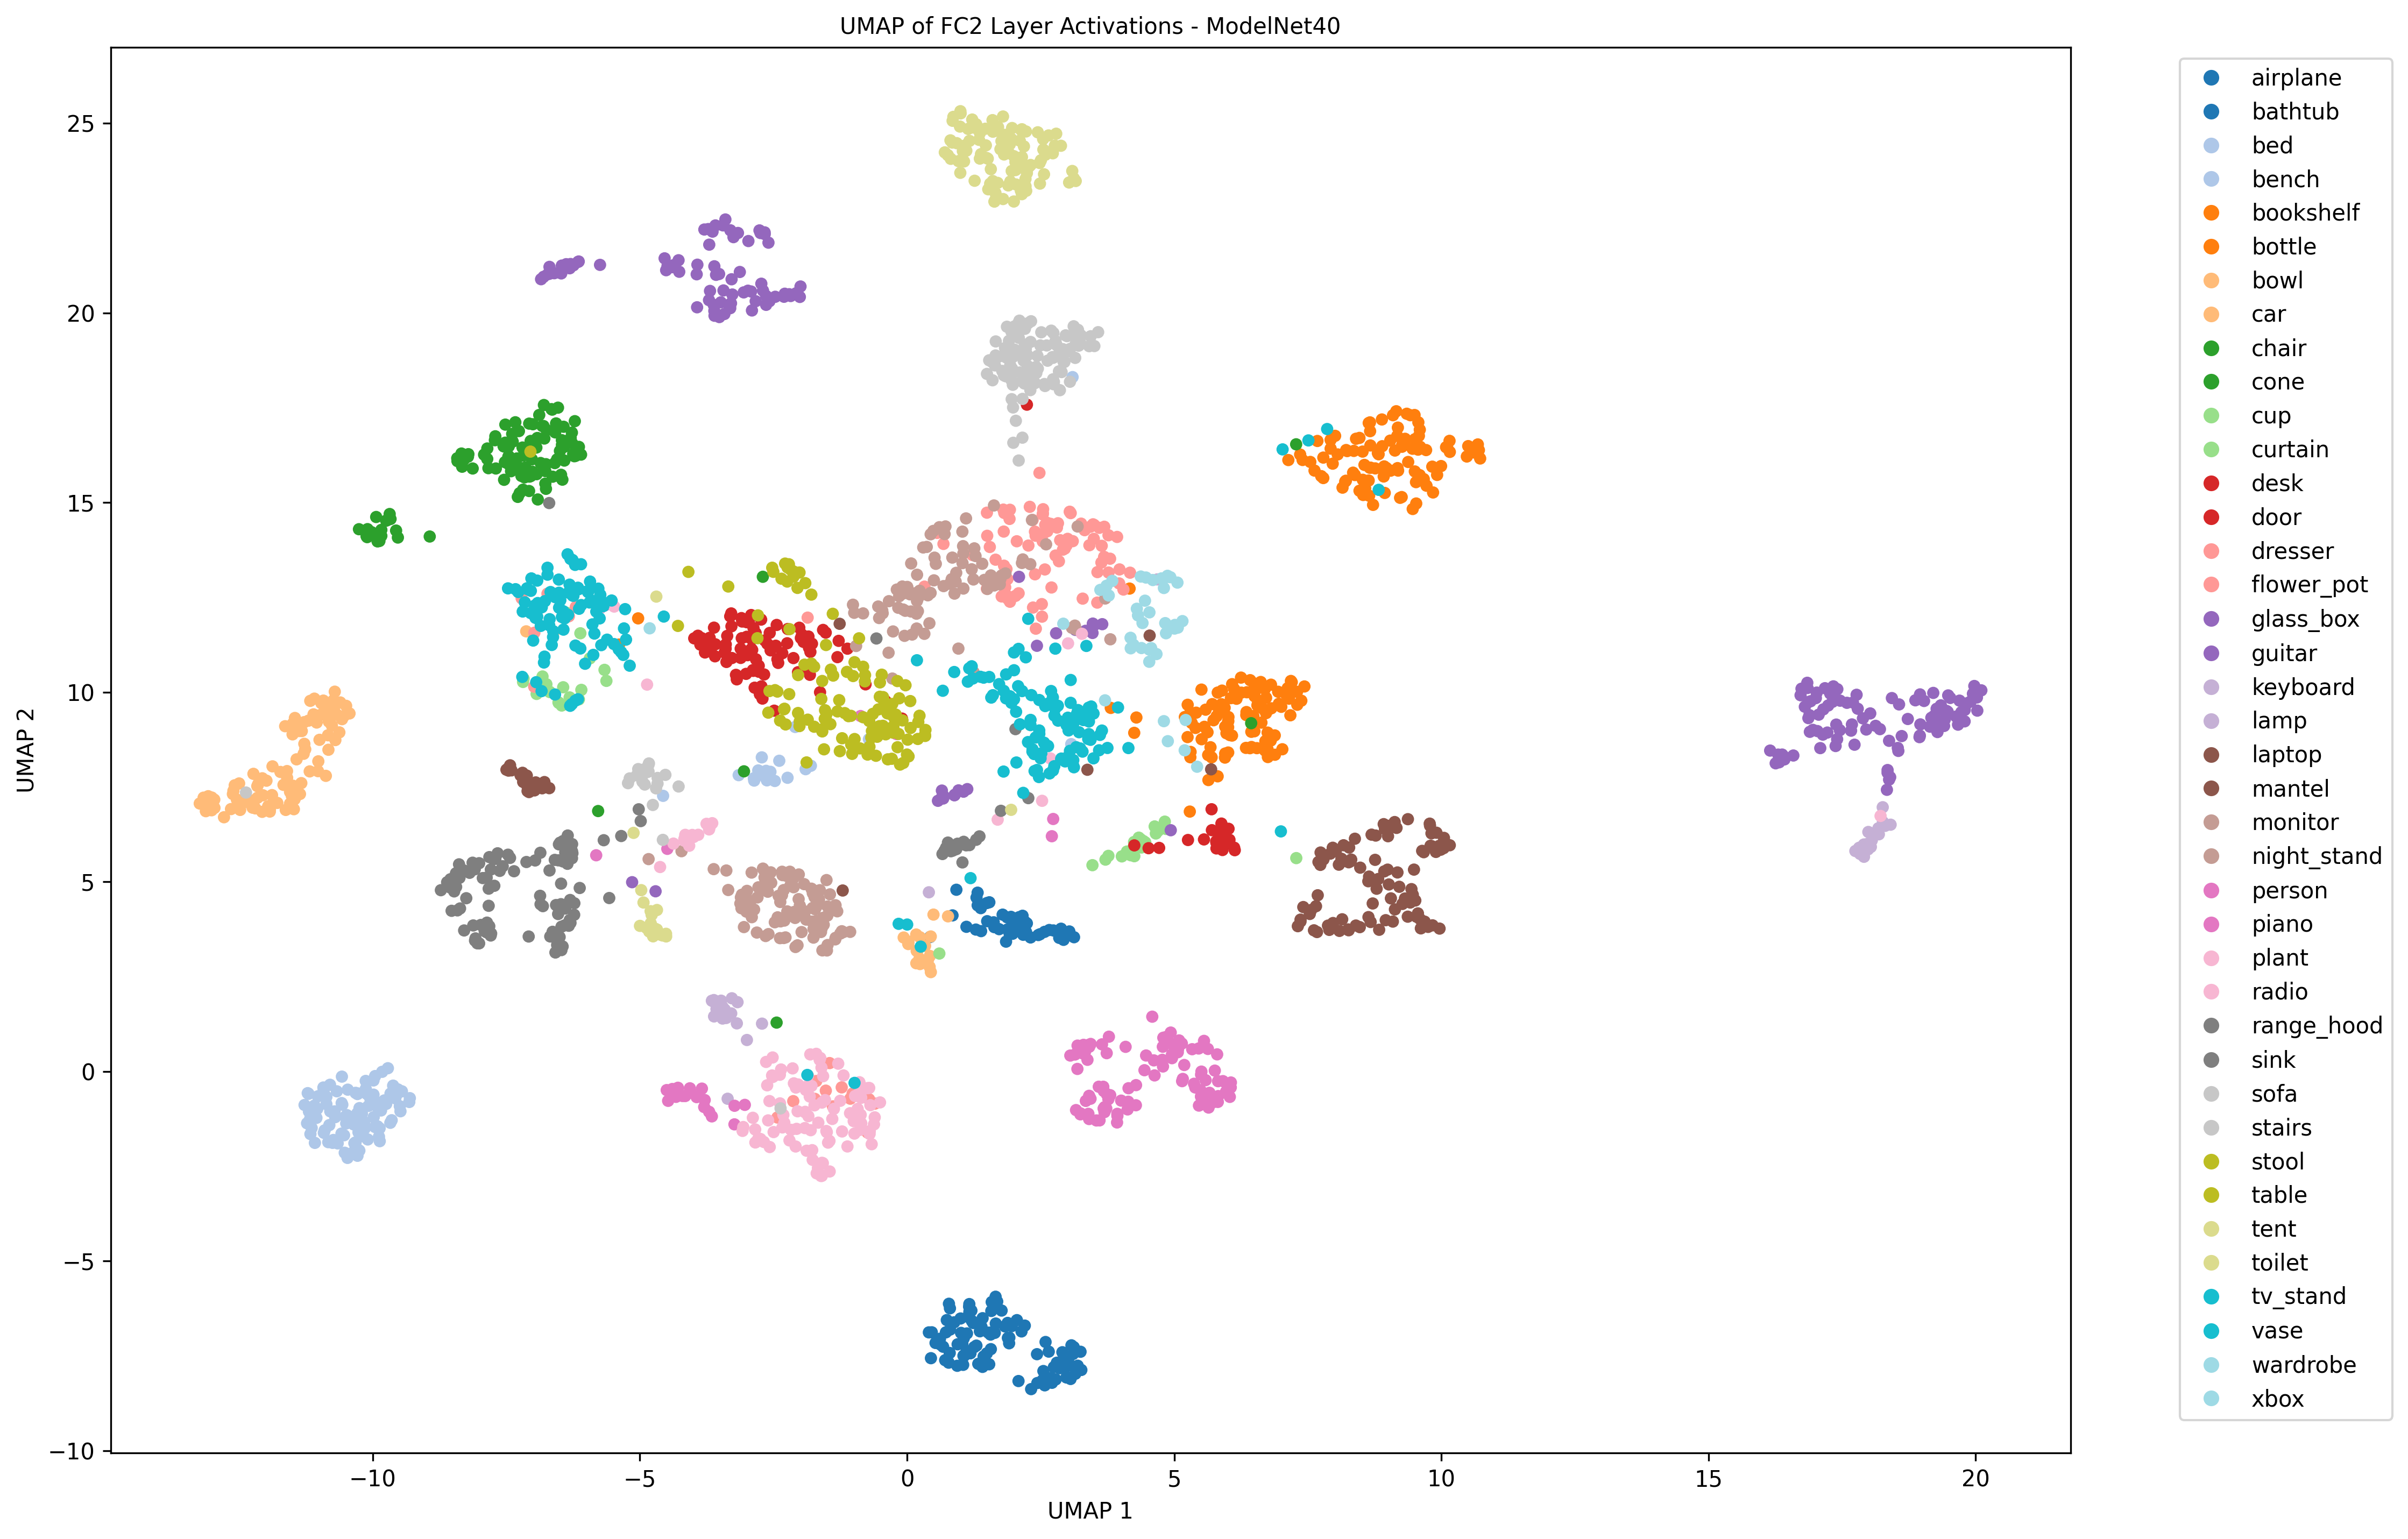 UMAP of FC2 Layer Activations - ModelNet40
25
20
15
10
5
0
−5
−10
UMAP 2
−10
−5
0
5
10
15
20
UMAP 1
airplane
bathtub
bed
bench
bookshelf
bottle
bowl
car
chair
cone
cup
curtain
desk
door
dresser
flower_pot
glass_box
guitar
keyboard
lamp
laptop
mantel
monitor
night_stand
person
piano
plant
radio
range_hood
sink
sofa
stairs
stool
table
tent
toilet
tv_stand
vase
wardrobe
xbox